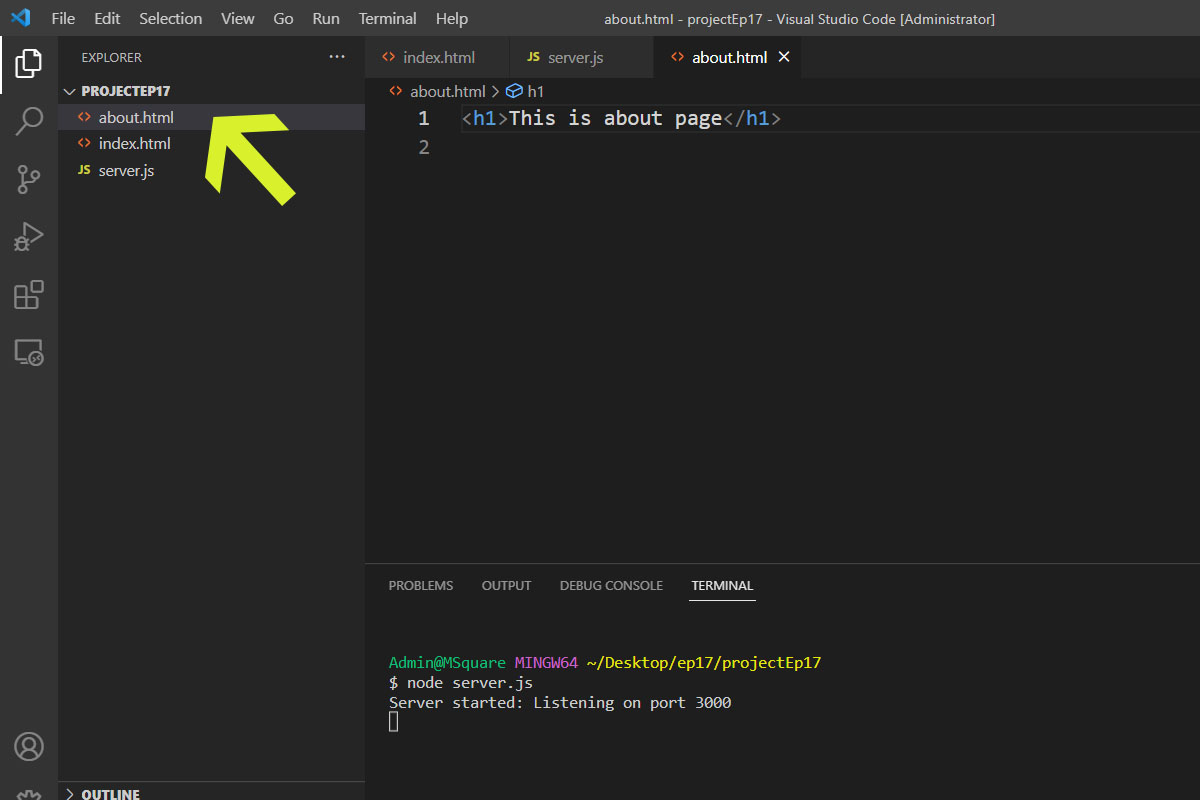 File Edit Selection View Go Run Terminal Help
about.html - projectEp17 - Visual Studio Code [Administrator]
EXPLORER
PROJECTEP17
<> about.html
<> index.html
JS server.js
OUTLINE
<> index.html JS server.js <> about.html
<> about.html > h1
1 <h1>This is about page</h1>
2
PROBLEMS OUTPUT DEBUG CONSOLE TERMINAL
Admin@MSquare MINGW64 ~/Desktop/ep17/projectEp17
$ node server.js
Server started: Listening on port 3000